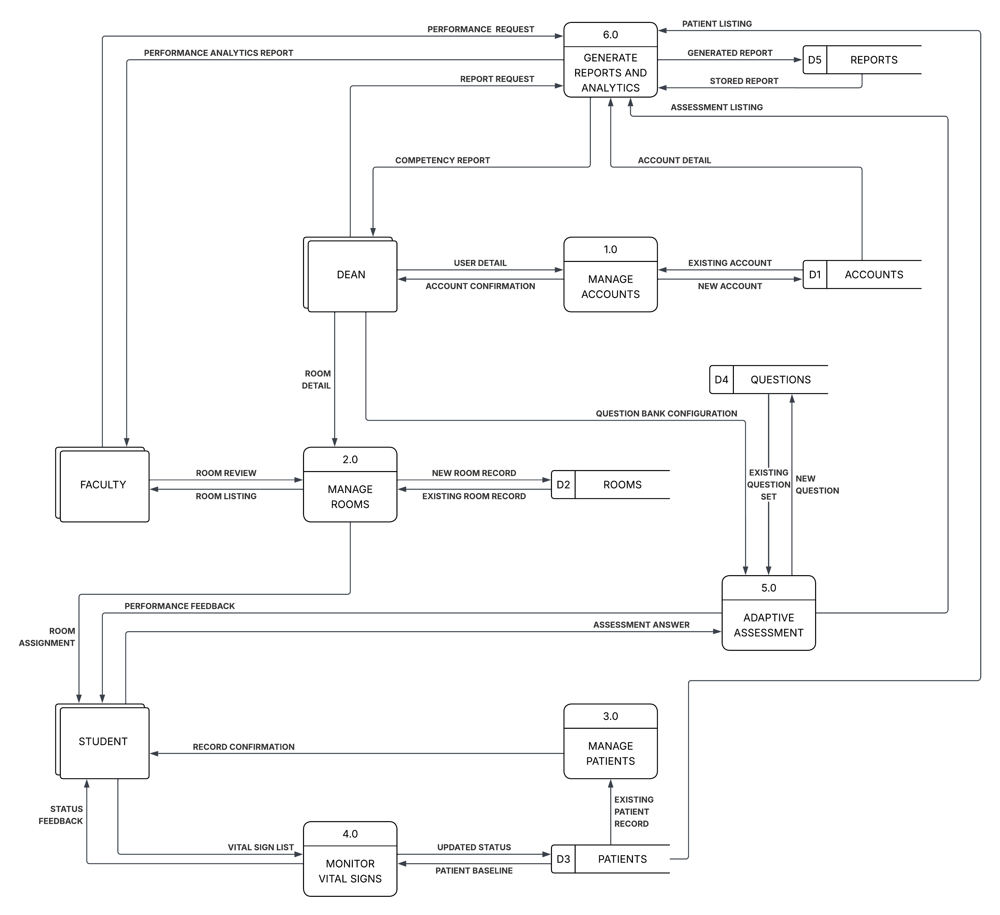 PATIENT LISTING
PERFORMANCE  REQUEST
6.0
PERFORMANCE ANALYTICS REPORT
GENERATED REPORT
GENERATE
REPORTS AND
ANALYTICS
D5
REPORTS
REPORT REQUEST
STORED REPORT
ASSESSMENT LISTING
COMPETENCY REPORT
ACCOUNT DETAIL
1.0
USER DETAIL
EXISTING ACCOUNT
DEAN
D1
ACCOUNTS
MANAGE
ACCOUNTS
ACCOUNT CONFIRMATION
NEW ACCOUNT
ROOM
DETAIL
D4
QUESTIONS
QUESTION BANK CONFIGURATION
2.0
ROOM REVIEW
NEW ROOM RECORD
EXISTING
QUESTION
SET
NEW
QUESTION
FACULTY
MANAGE
ROOMS
D2
ROOMS
ROOM LISTING
EXISTING ROOM RECORD
5.0
PERFORMANCE FEEDBACK
ADAPTIVE
ASSESSMENT
ASSESSMENT ANSWER
ROOM
ASSIGNMENT
3.0
STUDENT
RECORD CONFIRMATION
MANAGE
PATIENTS
STATUS
FEEDBACK
EXISTING
PATIENT
RECORD
4.0
VITAL SIGN LIST
UPDATED STATUS
MONITOR
VITAL SIGNS
D3
PATIENTS
PATIENT BASELINE